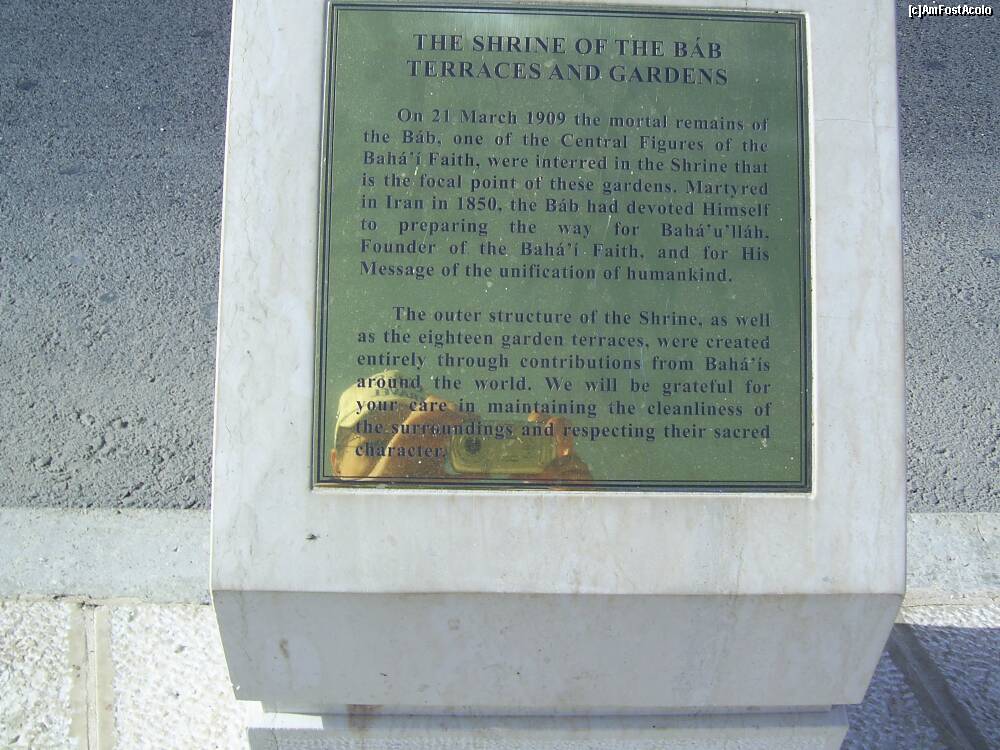 [c]AmFostAcolo
THE SHRINE OF THE BÁB
TERRACES AND GARDENS
On 21 March 1909 the mortal remains of
the Báb, one of the Central Figures of the
Bahá'í Faith, were interred in the Shrine that
is the focal point of these gardens. Martyred
in Iran in 1850, the Báb had devoted Himself
to preparing the way for Bahá'u'lláh,
Founder of the Bahá'í Faith, and for His
Message of the unification of humankind.
The outer structure of the Shrine, as well
as the eighteen garden terraces, were created
entirely through contributions from Bahá'ís
around the world. We will be grateful for
your care in maintaining the cleanliness of
the surroundings and respecting their sacred
character.